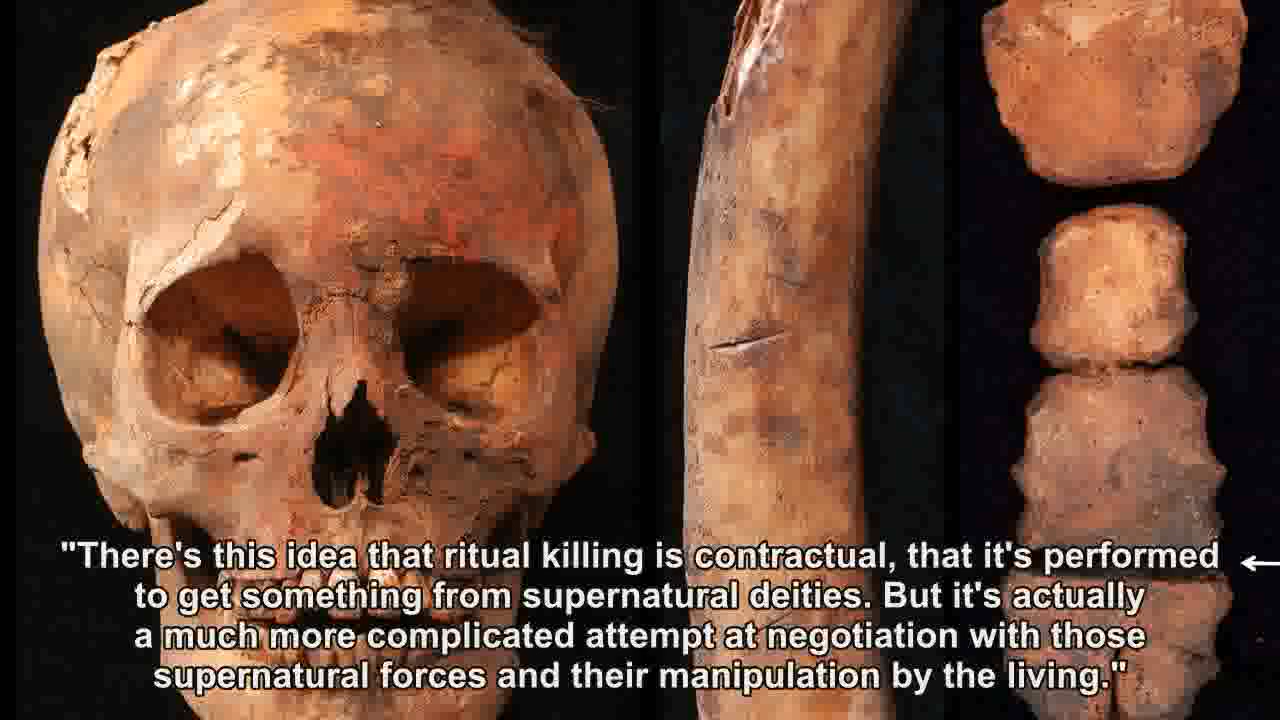 "There's this idea that ritual killing is contractual, that it's performed
to get something from supernatural deities. But it's actually
a much more complicated attempt at negotiation with those
supernatural forces and their manipulation by the living."